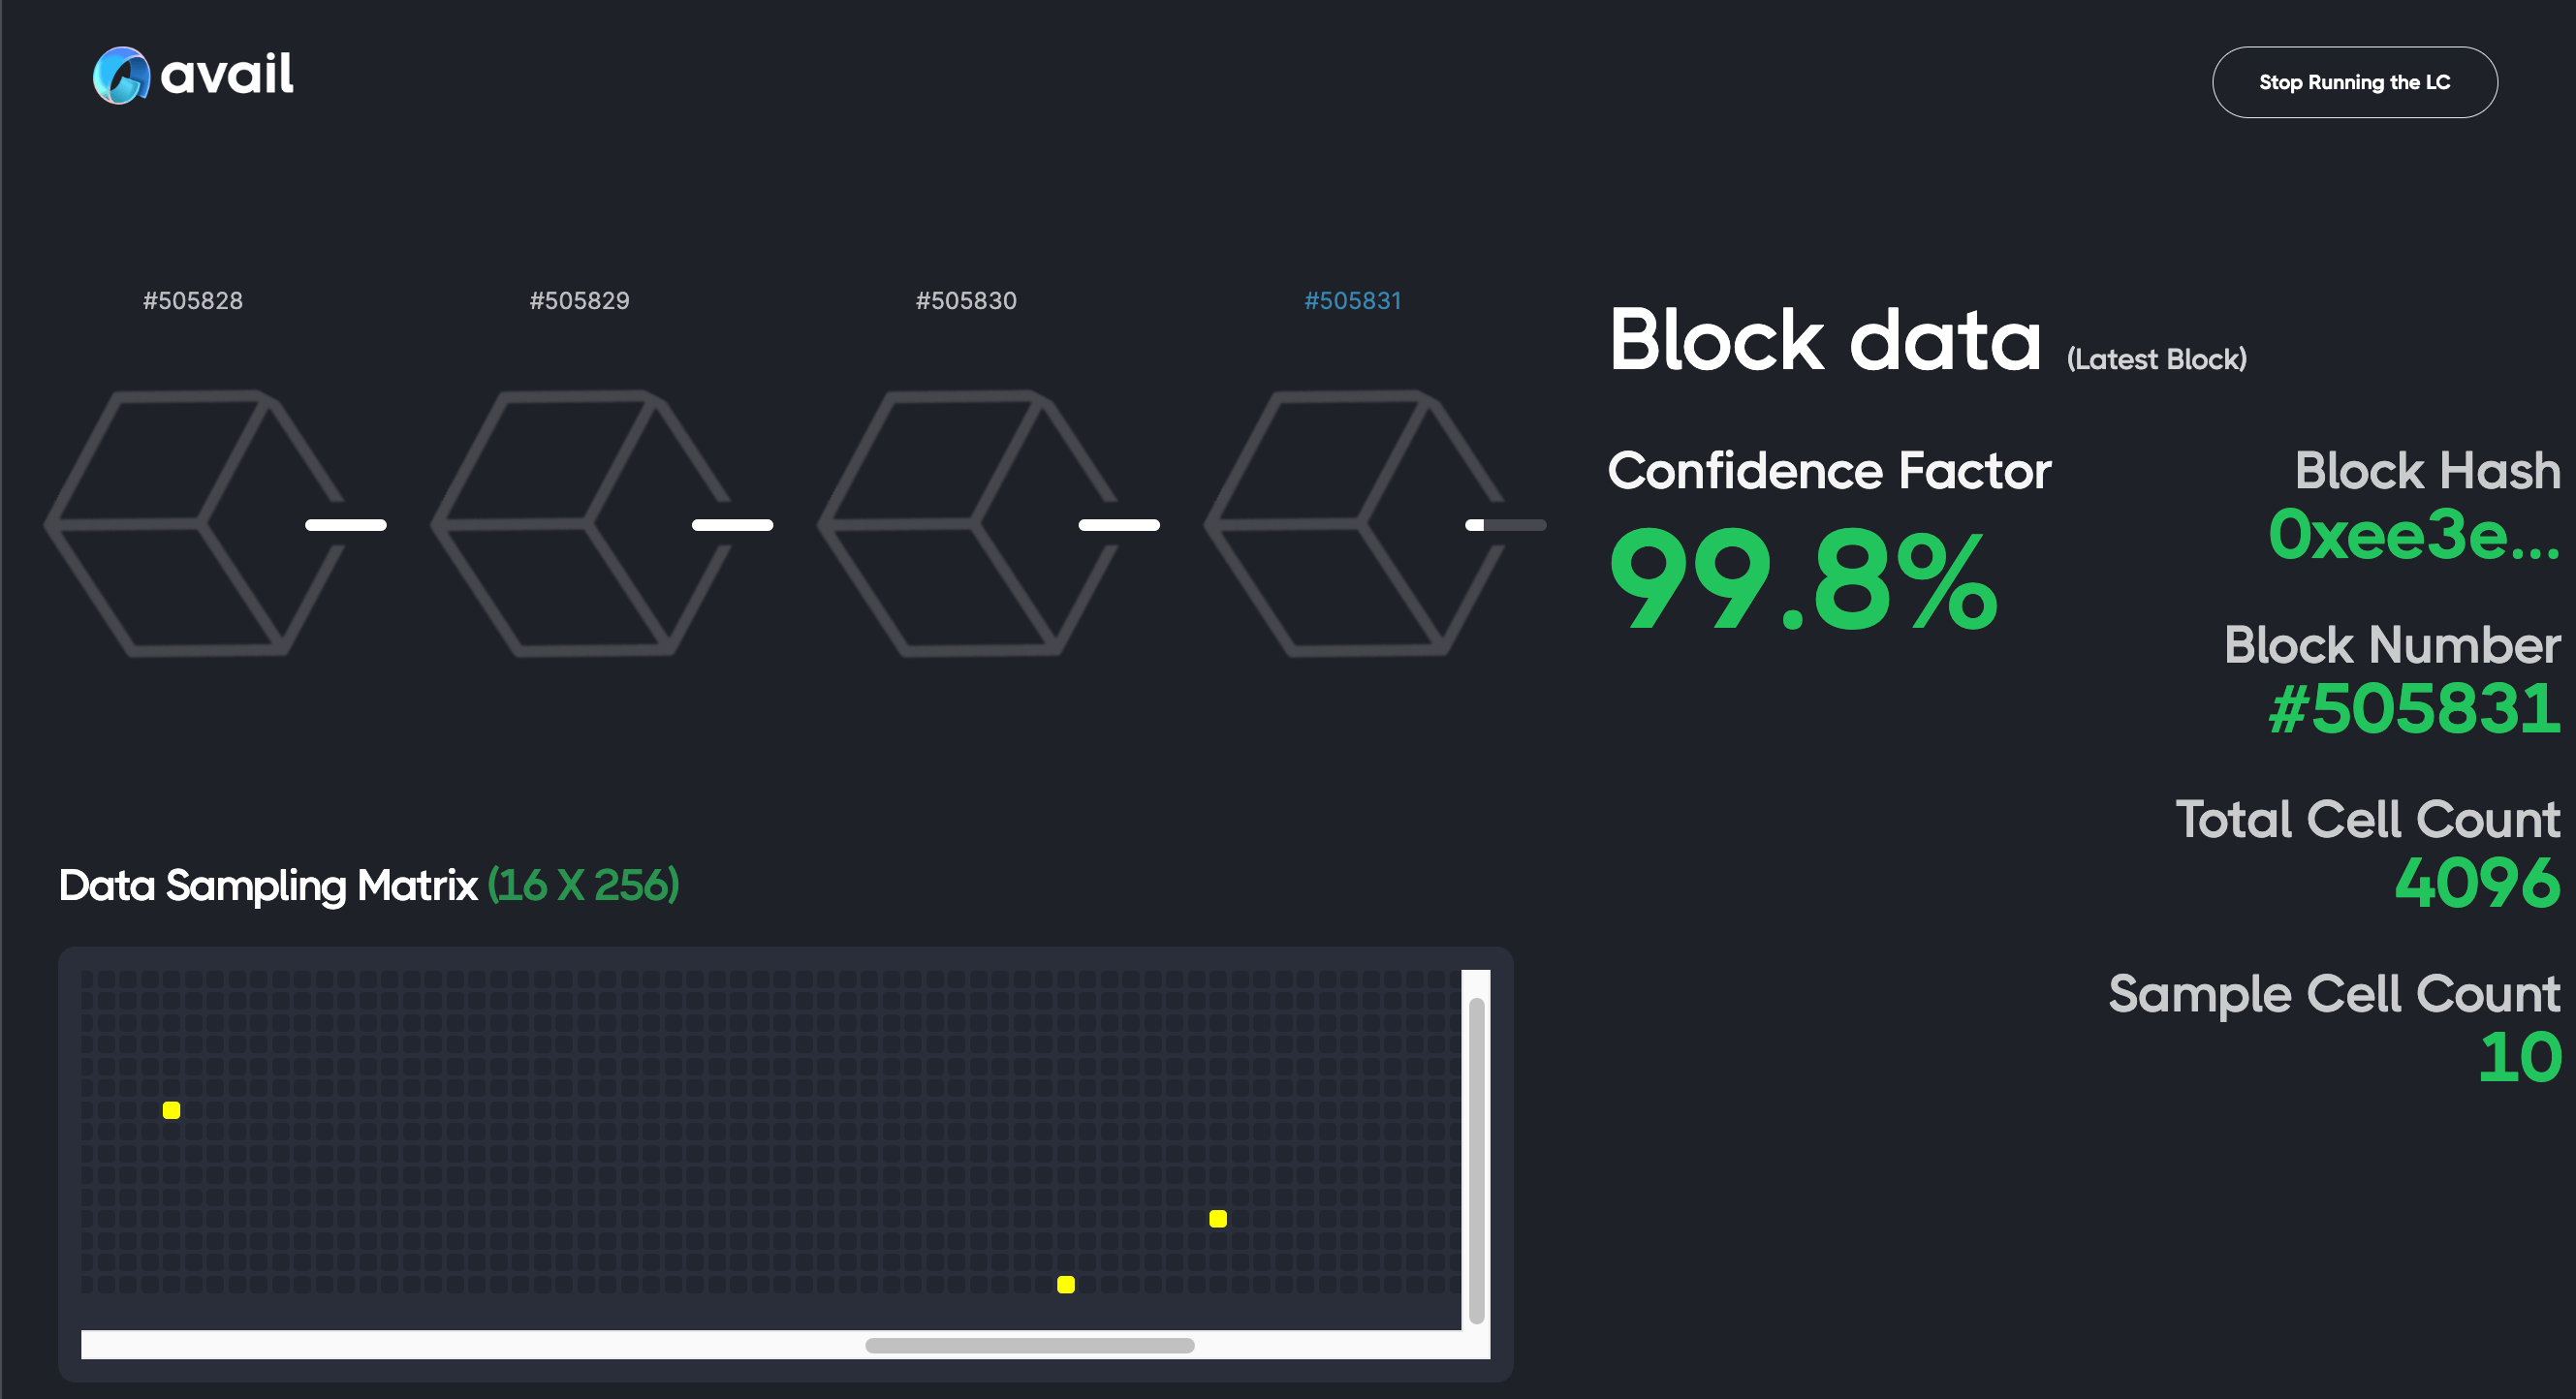 avail
Stop Running the LC
#505828
#505829
#505830
#505831
Block data (Latest Block)
Confidence Factor
99.8%
Block Hash
0xee3e...
Block Number
#505831
Total Cell Count
4096
Sample Cell Count
10
Data Sampling Matrix (16 X 256)